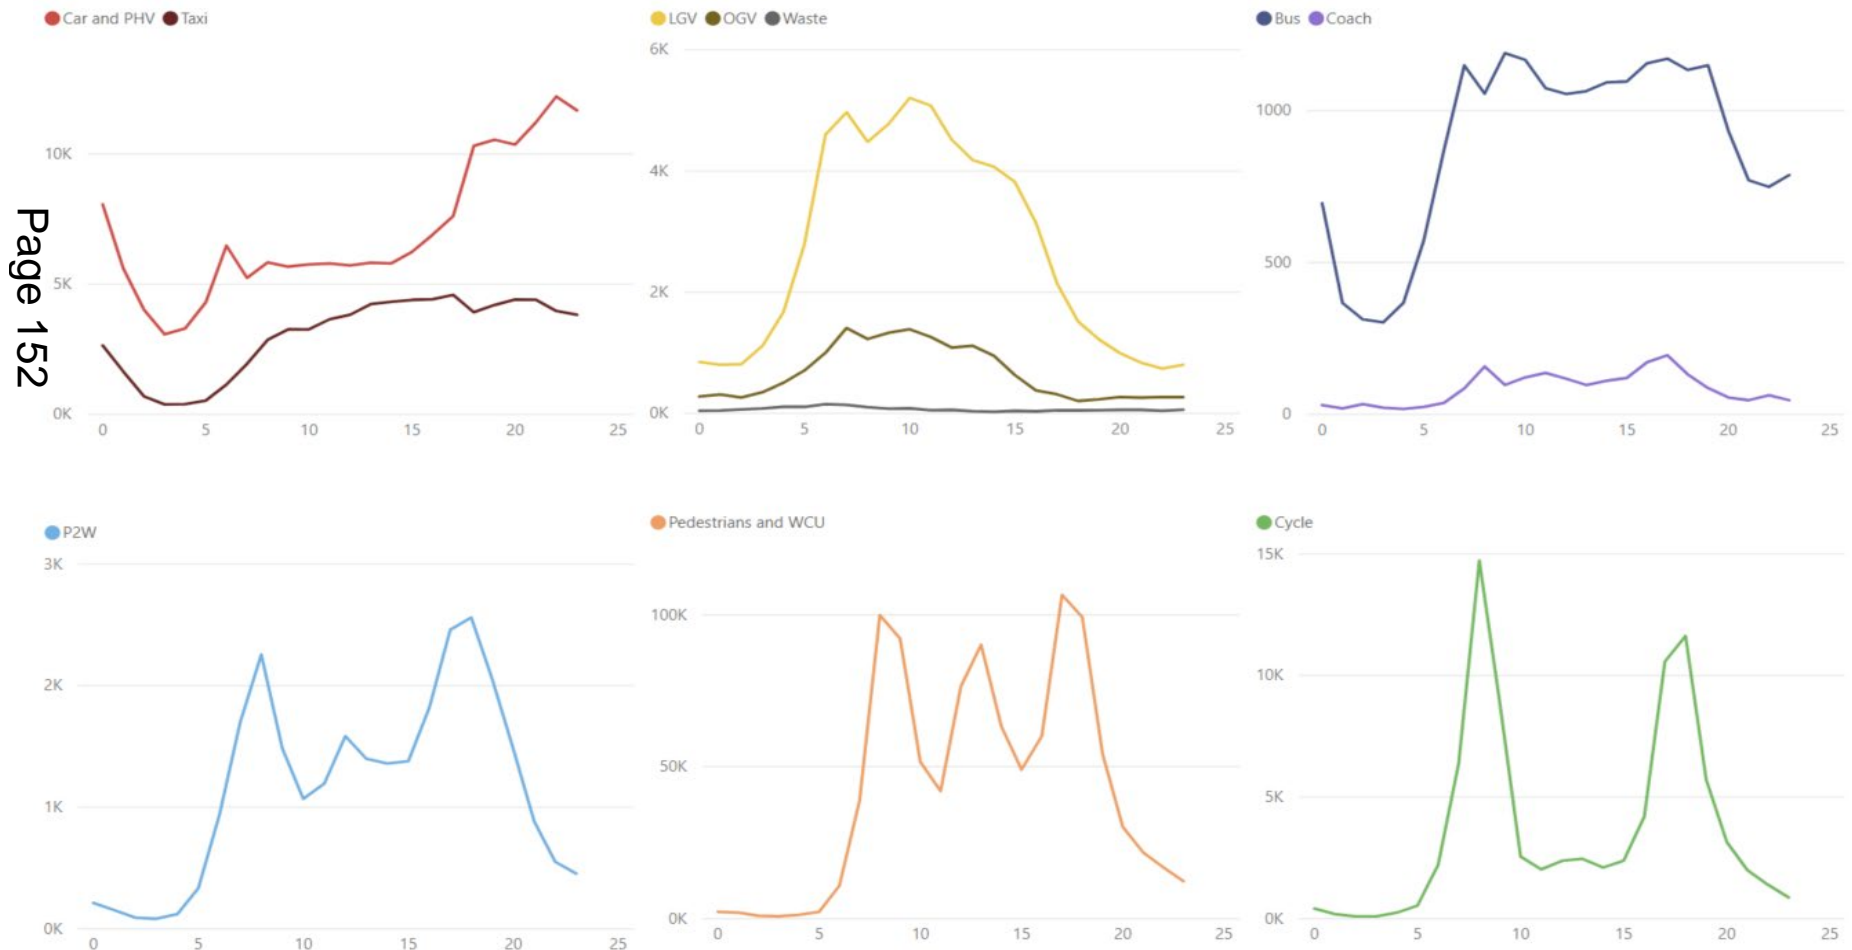 Page 152
Car and PHV Taxi
10K
5K
0K
0 5 10 15 20 25
LGV OGV Waste
6K
4K
2K
0K
0 5 10 15 20 25
Bus Coach
1000
500
0
0 5 10 15 20 25
P2W
3K
2K
1K
0K
0 5 10 15 20 25
Pedestrians and WCU
100K
50K
0K
0 5 10 15 20 25
Cycle
15K
10K
5K
0K
0 5 10 15 20 25